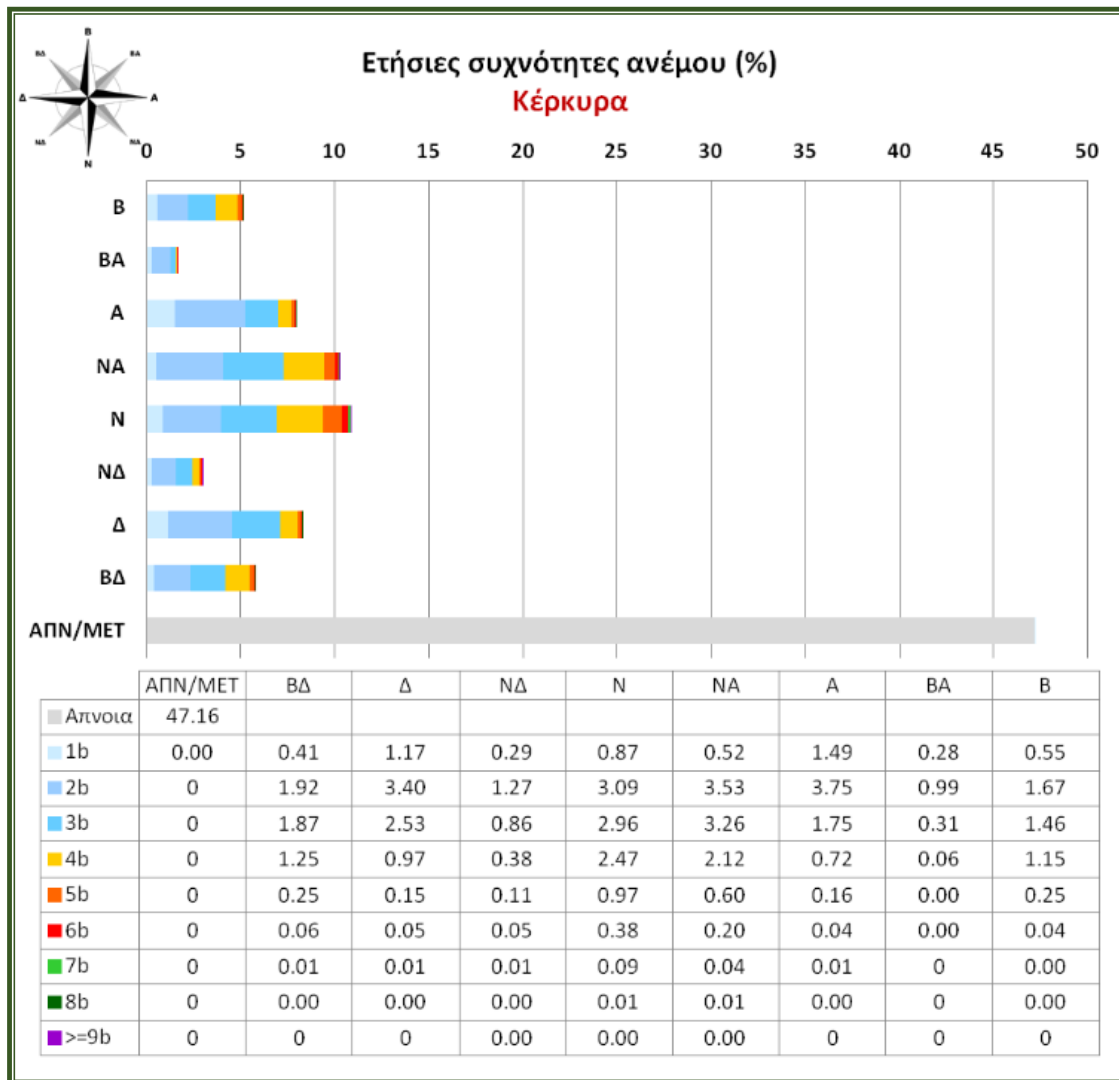 Β
ΒΔ ΒΑ
Δ Α
ΝΔ ΝΑ
Ν
Ετήσιες συχνότητες ανέμου (%)
Κέρκυρα
0 5 10 15 20 25 30 35 40 45 50
Β
ΒΑ
Α
ΝΑ
Ν
ΝΔ
Δ
ΒΔ
ΑΠΝ/ΜΕΤ
ΑΠΝ/ΜΕΤ ΒΔ Δ ΝΔ Ν ΝΑ Α ΒΑ Β
Απνοια 47.16
1b 0.00 0.41 1.17 0.29 0.87 0.52 1.49 0.28 0.55
2b 0 1.92 3.40 1.27 3.09 3.53 3.75 0.99 1.67
3b 0 1.87 2.53 0.86 2.96 3.26 1.75 0.31 1.46
4b 0 1.25 0.97 0.38 2.47 2.12 0.72 0.06 1.15
5b 0 0.25 0.15 0.11 0.97 0.60 0.16 0.00 0.25
6b 0 0.06 0.05 0.05 0.38 0.20 0.04 0.00 0.04
7b 0 0.01 0.01 0.01 0.09 0.04 0.01 0 0.00
8b 0 0.00 0.00 0.00 0.01 0.01 0.00 0 0.00
>=9b 0 0 0 0.00 0.00 0.00 0 0 0